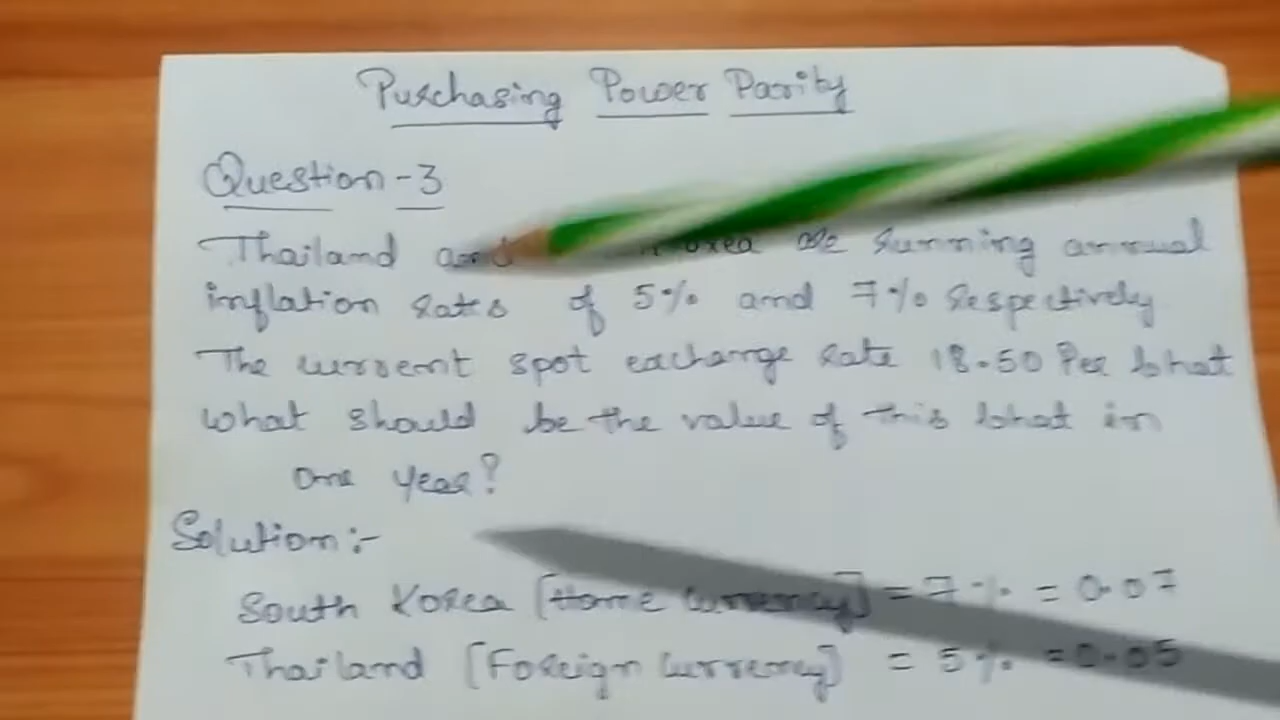 Purchasing Power Parity
Question-3
Thailand and Korea are running annual
inflation rates of 5% and 7% respectively
The current spot exchange rate 18.50 Per bhat
what should be the value of this bhat in
one year?
Solution:-
South Korea [Home Currency] = 7% = 0.07
Thailand [Foreign Currency] = 5% = 0.05